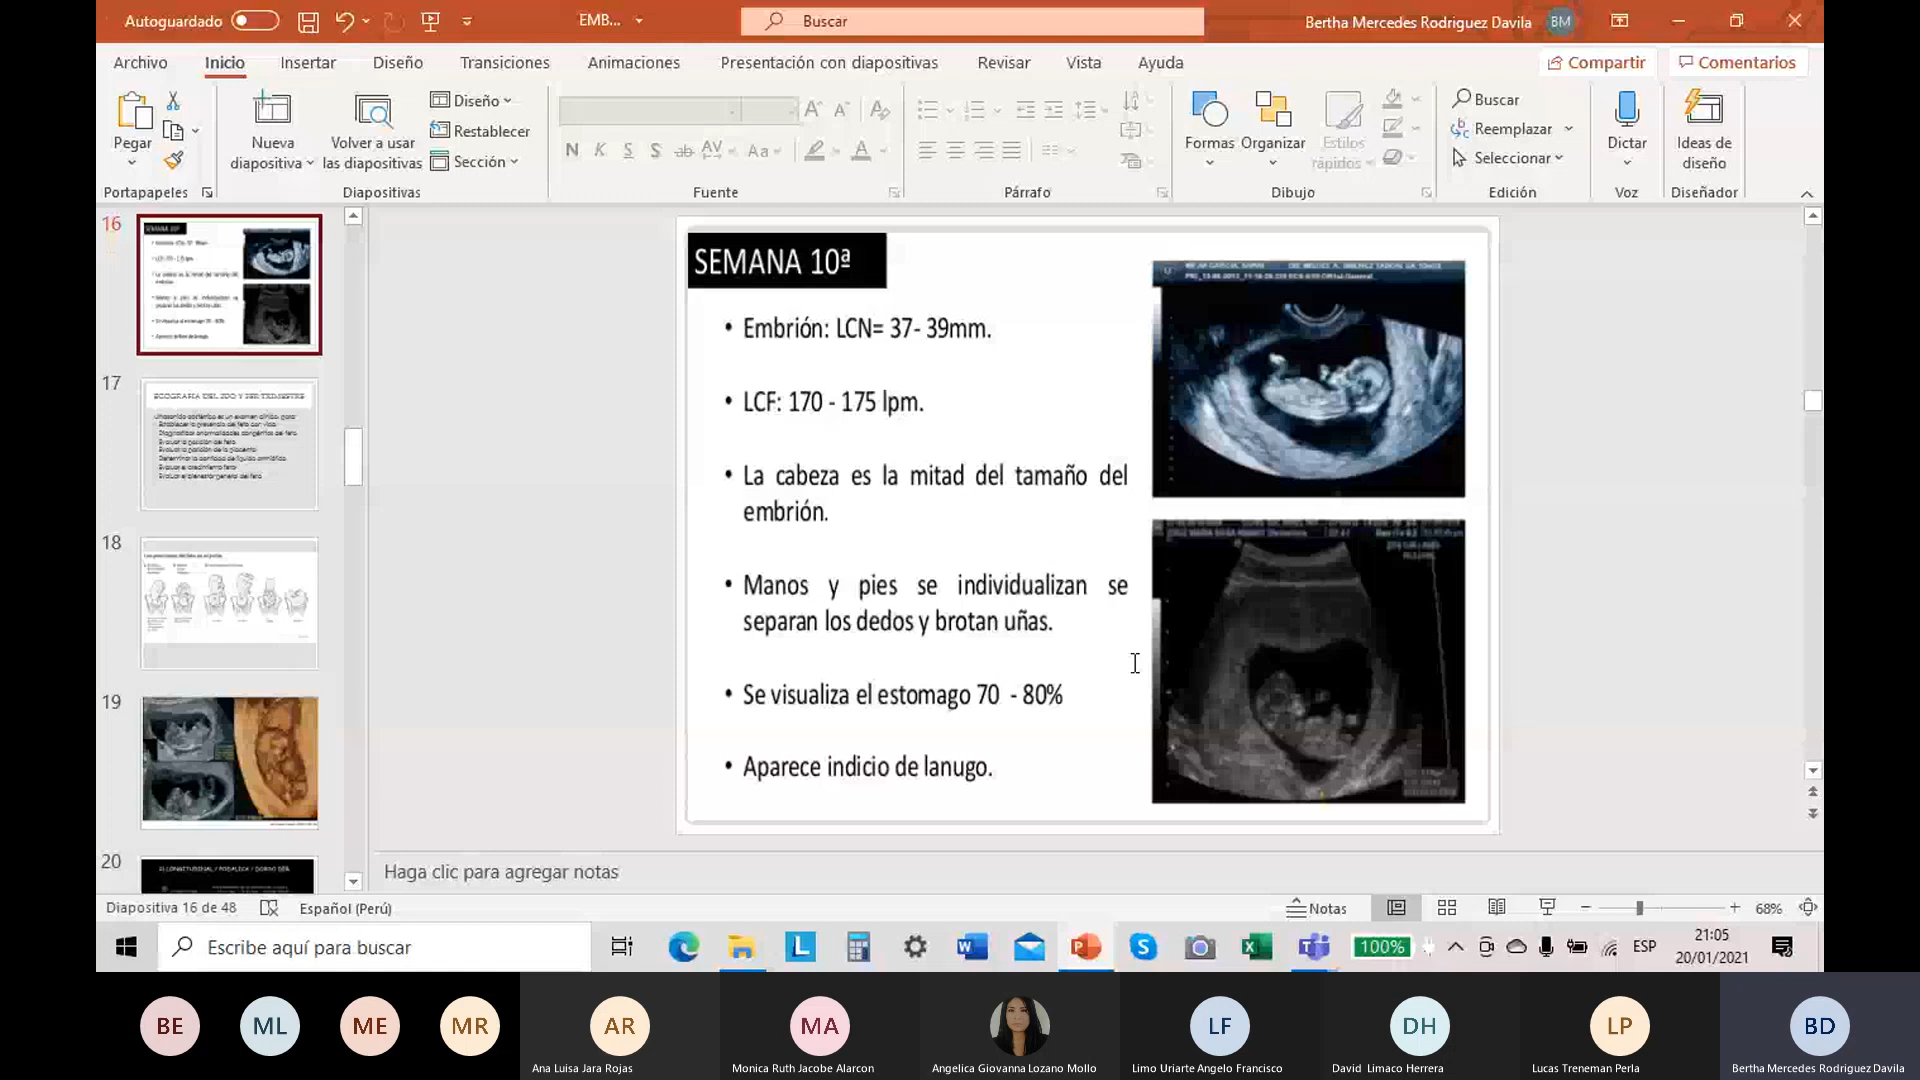 Autoguardado
EMB...
Buscar
Bertha Mercedes Rodriguez Davila
BM
Archivo
Inicio
Insertar
Diseño
Transiciones
Animaciones
Presentación con diapositivas
Revisar
Vista
Ayuda
Compartir
Comentarios
Pegar
Nueva
diapositiva
Volver a usar
las diapositivas
Diseño
Restablecer
Sección
Formas
Organizar
Estilos
rápidos
Buscar
Reemplazar
Seleccionar
Dictar
Ideas de
diseño
Portapapeles
Diapositivas
Fuente
Párrafo
Dibujo
Edición
Voz
Diseñador
16
17
ECOGRAFIA DEL 2DO Y 3ER TRIMESTRE
18
19
20
SEMANA 10ª
• Embrión: LCN= 37- 39mm.
• LCF: 170 - 175 lpm.
• La cabeza es la mitad del tamaño del
embrión.
• Manos y pies se individualizan se
separan los dedos y brotan uñas.
• Se visualiza el estomago 70 - 80%
• Aparece indicio de lanugo.
Haga clic para agregar notas
Diapositiva 16 de 48
Español (Perú)
Notas
68%
Escribe aquí para buscar
100%
ESP
21:05
20/01/2021
BE
ML
ME
MR
AR
MA
LF
DH
LP
BD
Ana Luisa Jara Rojas
Monica Ruth Jacobe Alarcon
Angelica Giovanna Lozano Mollo
Limo Uriarte Angelo Francisco
David Limaco Herrera
Lucas Treneman Perla
Bertha Mercedes Rodriguez Davila